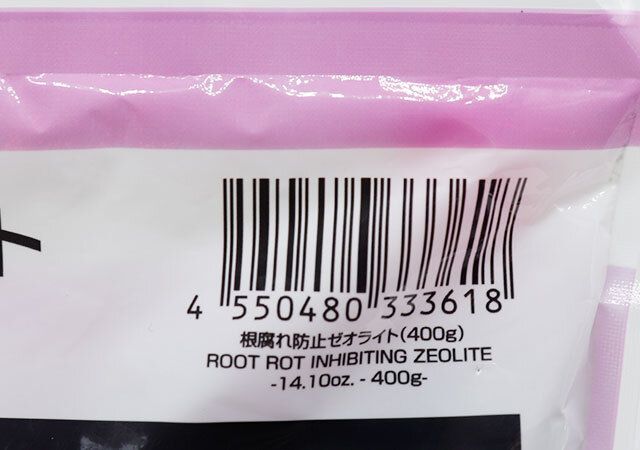 ト
4 550480 333618
根腐れ防止ゼオライト(400g)
ROOT ROT INHIBITING ZEOLITE
-14.10oz. - 400g-